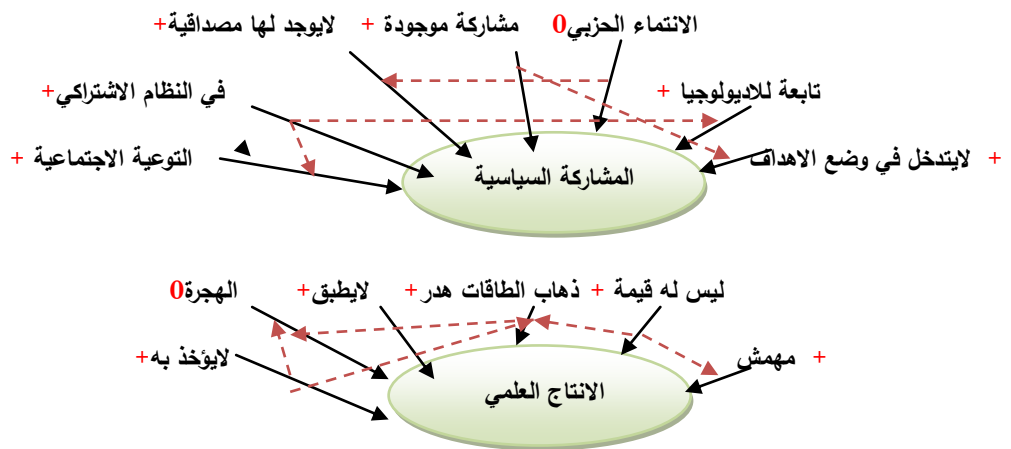 الانتماء الحزبي0
مشاركة موجودة +
لايوجد لها مصداقية+
تابعة للاديولوجيا +
في النظام الاشتراكي+
لايتدخل في وضع الاهداف +
التوعية الاجتماعية +
المشاركة السياسية
ليس له قيمة +
ذهاب الطاقات هدر+
لايطبق+
الهجرة0
مهمش +
لايؤخذ به+
الانتاج العلمي